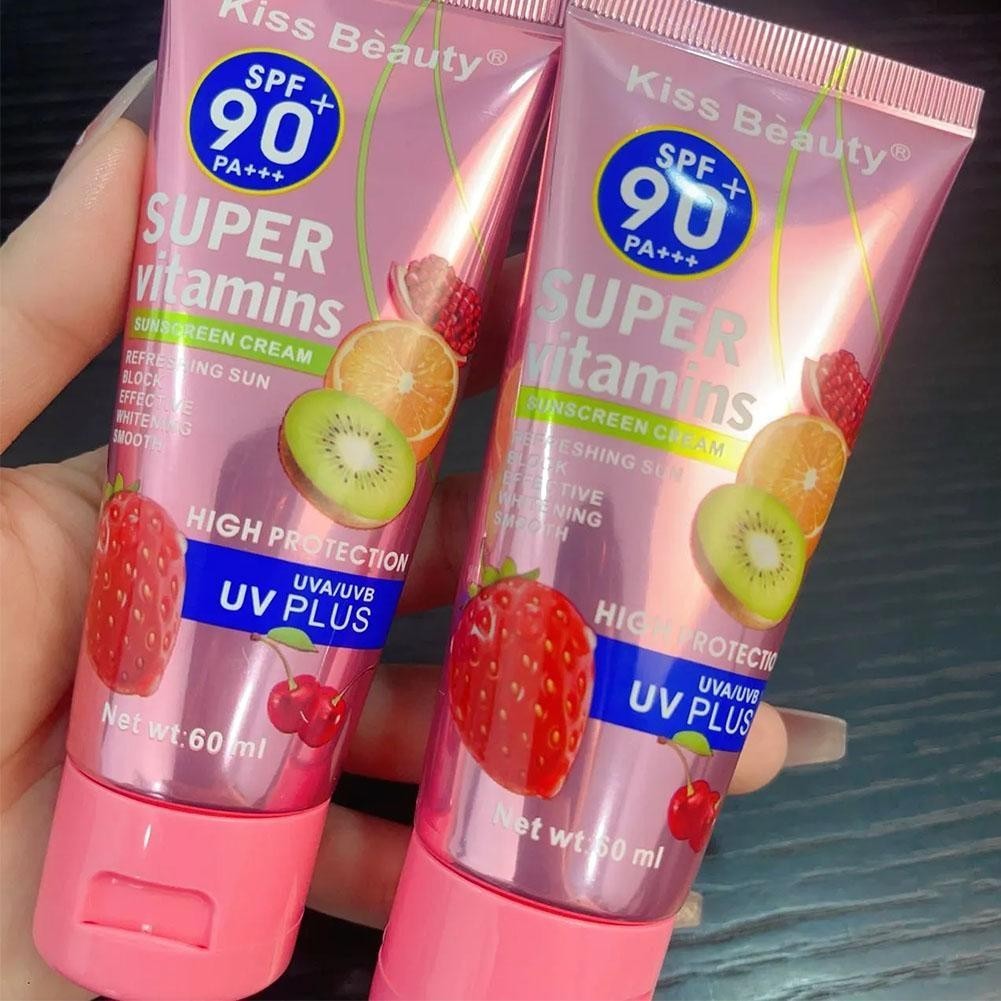 Kiss Bèauty®
SPF +
90
PA+++
SUPER
vitamins
SUNSCREEN CREAM
REFRESHING SUN
BLOCK
EFFECTIVE
WHITENING
SMOOTH
HIGH PROTECTION
UVA/UVB
UV PLUS
Net wt:60 ml
Kiss Bèauty®
SPF +
90
PA+++
SUPER
vitamins
SUNSCREEN CREAM
REFRESHING SUN
BLOCK
EFFECTIVE
WHITENING
SMOOTH
HIGH PROTECTIO
UVA/UVB
UV PLUS
Net wt:60 ml